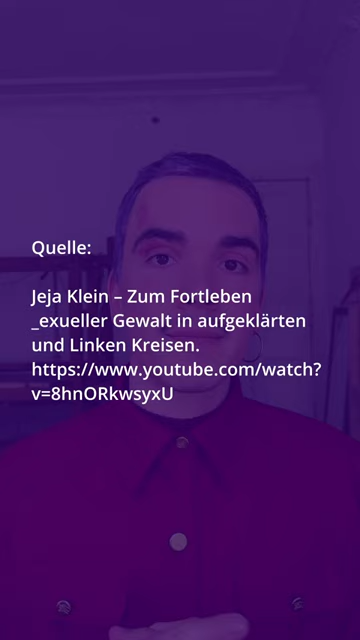 Quelle:
Jeja Klein – Zum Fortleben
_exueller Gewalt in aufgeklärten
und Linken Kreisen.
https://www.youtube.com/watch?
v=8hnORkwsyxU